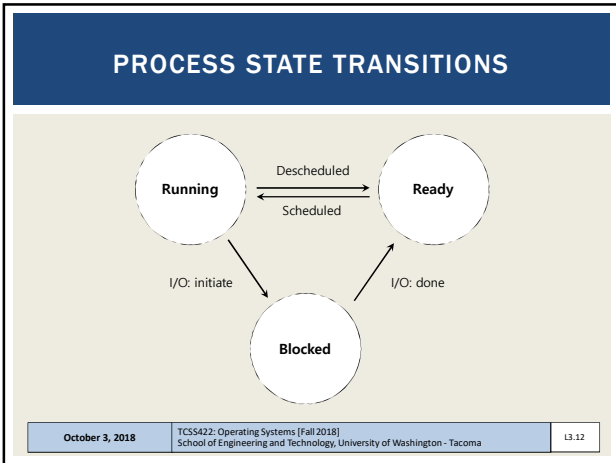 PROCESS STATE TRANSITIONS
Descheduled
Running
Ready
Scheduled
I/O: initiate
I/O: done
Blocked
October 3, 2018
TCSS422: Operating Systems [Fall 2018]
School of Engineering and Technology, University of Washington - Tacoma
L3.12